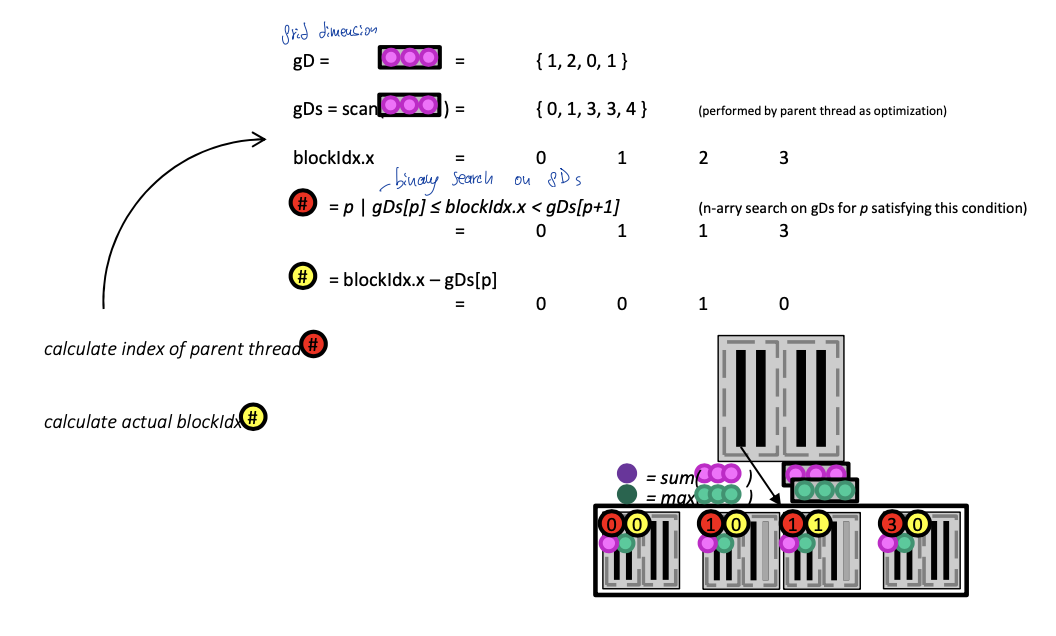 grid dimension
gD = = { 1, 2, 0, 1 }
gDs = scan( ) = { 0, 1, 3, 3, 4 } (performed by parent thread as optimization)
blockIdx.x = 0 1 2 3
binary search on gDs
# = p | gDs[p] ≤ blockIdx.x < gDs[p+1] (n-arry search on gDs for p satisfying this condition)
= 0 1 1 3
# = blockIdx.x – gDs[p]
= 0 0 1 0
calculate index of parent thread #
calculate actual blockIdx #
= sum( )
= max( )
0 0 1 0 1 1 3 0